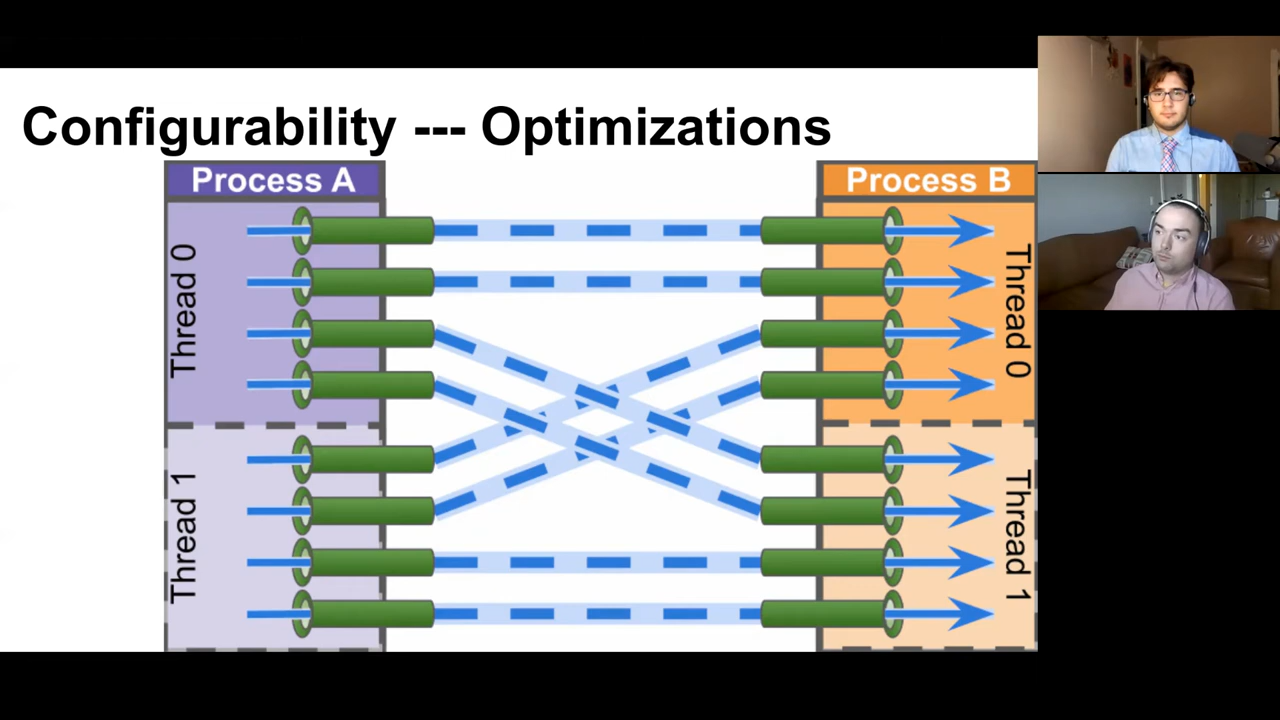 Configurability --- Optimizations
Process A
Process B
Thread 0
Thread 0
Thread 1
Thread 1